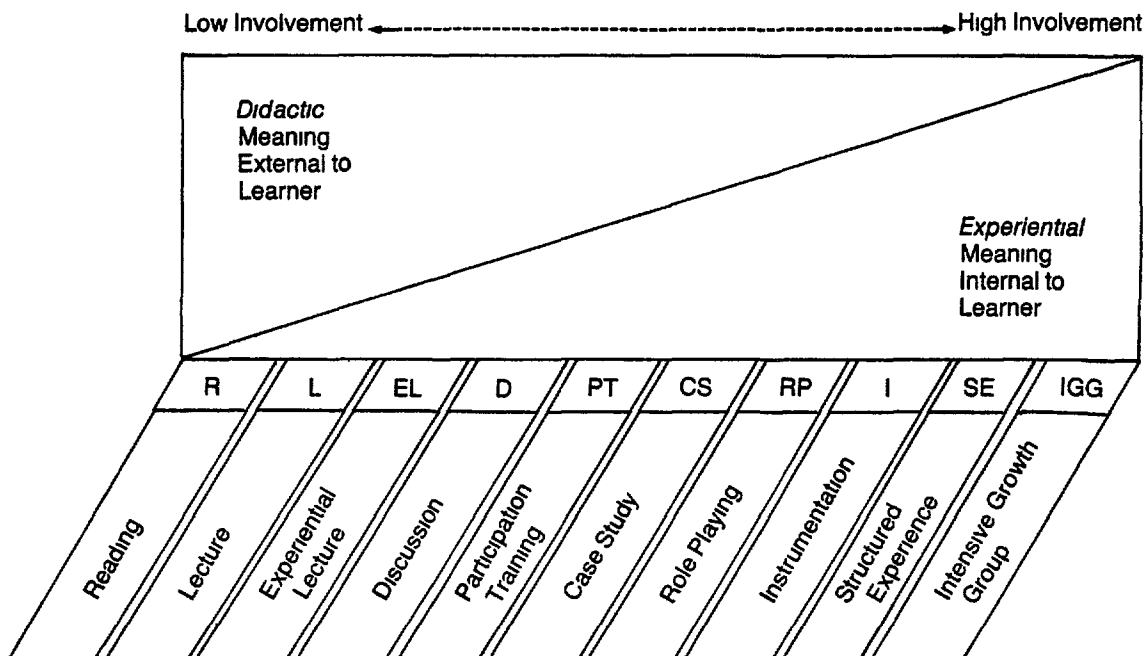 Low Involvement
High Involvement
Didactic
Meaning
External to
Learner
Experiential
Meaning
Internal to
Learner
R
L
EL
D
PT
CS
RP
I
SE
IGG
Reading
Lecture
Experiential
Lecture
Discussion
Participation
Training
Case Study
Role Playing
Instrumentation
Structured
Experience
Intensive Growth
Group